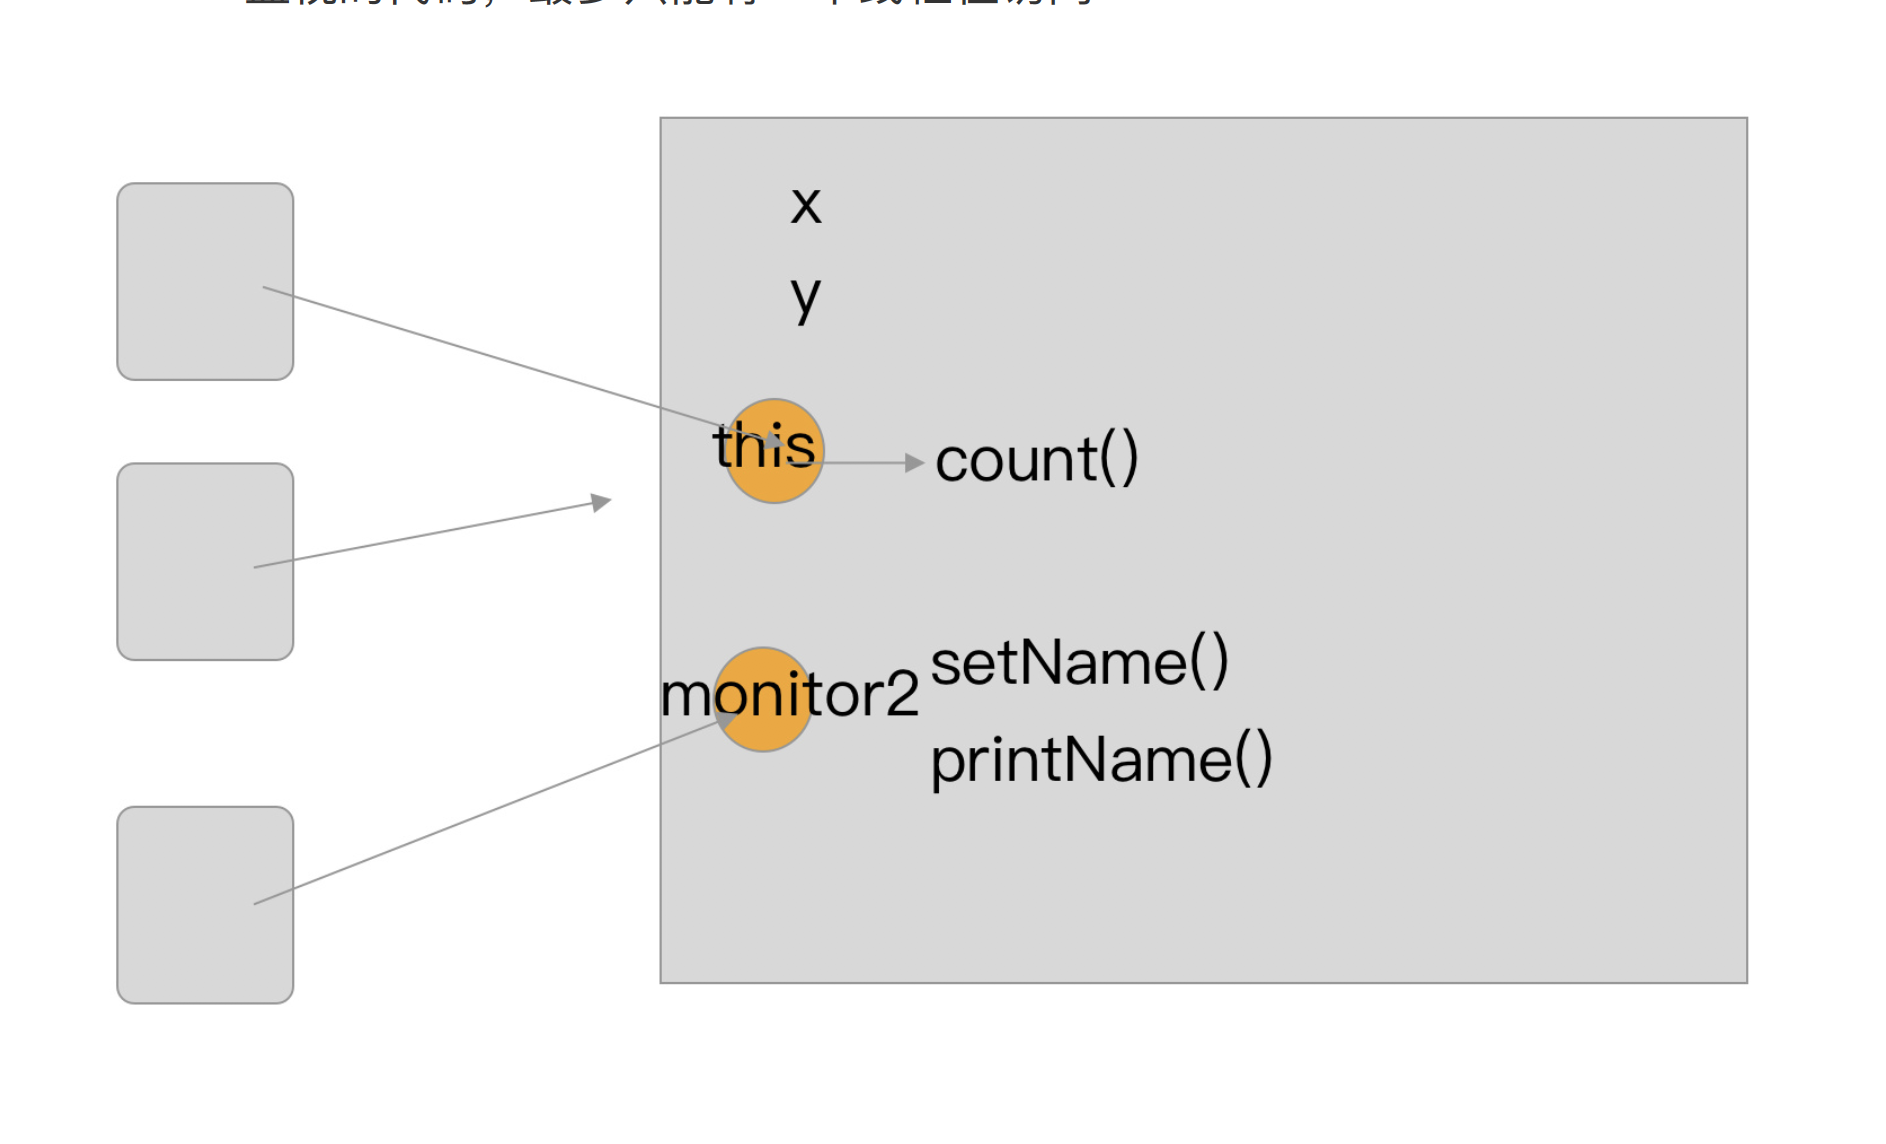 x
y
this
count()
setName()
monitor2
printName()